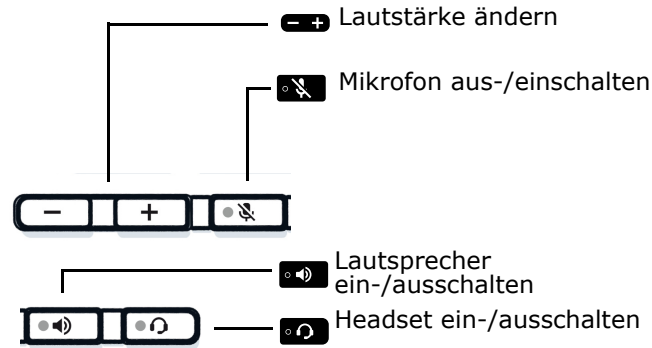 Lautstärke ändern
Mikrofon aus-/einschalten
Lautsprecher
ein-/ausschalten
Headset ein-/ausschalten